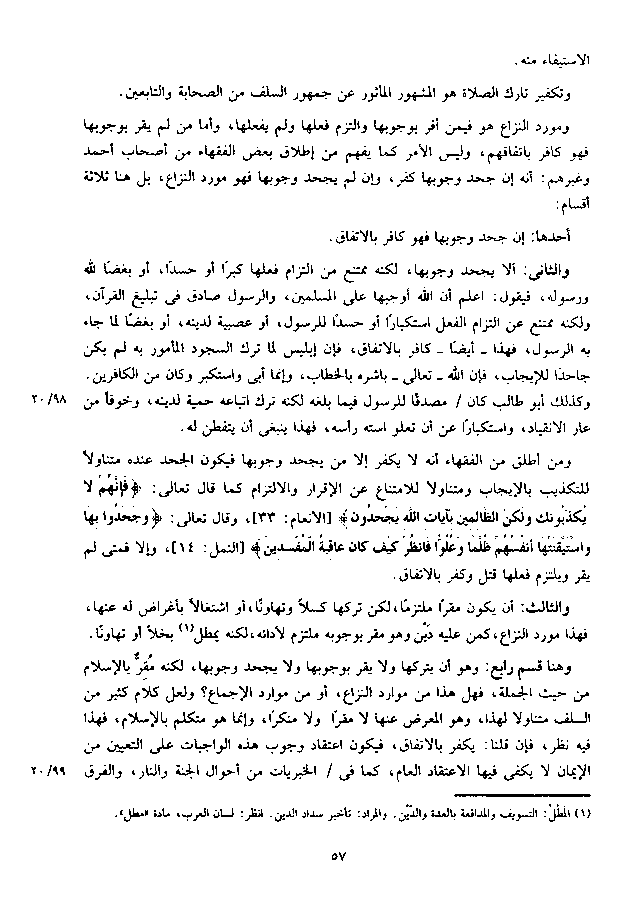 الاستيفاء منه.
وتكفير تارك الصلاة هو المشهور المأثور عن جمهور السلف من الصحابة والتابعين.
ومورد النزاع هو فيمن أقر بوجوبها والتزم فعلها ولم يفعلها، وأما من لم يقر بوجوبها
فهو كافر باتفاقهم، وليس الأمر كما يفهم من إطلاق بعض الفقهاء من أصحاب أحمد
وغيرهم: أنه إن جحد وجوبها كفر، وإن لم يجحد وجوبها فهو مورد النزاع، بل هنا ثلاثة
أقسام:
أحدها: إن جحد وجوبها فهو كافر بالاتفاق.
والثاني: ألا يجحد وجوبها، لكنه ممتنع من التزام فعلها كبرًا أو حسدًا، أو بغضًا لله
ورسوله، فيقول: اعلم أن الله أوجبها على المسلمين، والرسول صادق في تبليغ القرآن،
ولكنه ممتنع عن التزام الفعل استكبارًا أو حسدًا للرسول، أو عصبية لدينه، أو بغضًا لما جاء
به الرسول، فهذا ـ أيضًا ـ كافر بالاتفاق، فإن إبليس لما ترك السجود المأمور به لم يكن
جاحدًا للإيجاب، فإن الله ـ تعالى ـ باشره بالخطاب، وإنما أبى واستكبر وكان من الكافرين.
وكذلك أبو طالب كان / مصدقًا للرسول فيما بلغه لكنه ترك اتباعه حمية لدينه، وخوفًا من ٢٠/٩٨
عار الانقياد، واستكبارًا عن أن تعلو استه رأسه، فهذا ينبغي أن يتفطن له.
ومن أطلق من الفقهاء أنه لا يكفر إلا من يجحد وجوبها فيكون الجحد عنده متناولاً
للتكذيب بالإيجاب ومتناولاً للامتناع عن الإقرار والالتزام كما قال تعالى: ﴿فَإِنَّهُمْ لا
يُكَذِّبُونَكَ وَلَكِنَّ الظَّالِمِينَ بِآيَاتِ اللَّه يَجْحَدُونَ﴾ [الأنعام: ٣٣]، وقال تعالى: ﴿وَجَحَدُوا بِهَا
وَاسْتَيْقَنَتْهَا أَنفُسُهُمْ ظُلْمًا وَعُلُوًّا فَانظُرْ كَيْفَ كَانَ عَاقِبَةُ الْمُفْسِدِينَ﴾ [النمل: ١٤]، وإلا فمتى لم
يقر ويلتزم فعلها قتل وكفر بالاتفاق.
والثالث: أن يكون مقرًا ملتزمًا، لكن تركها كسلاً وتهاونًا، أو اشتغالاً بأغراض له عنها،
فهذا مورد النزاع، كمن عليه دَيْن وهو مقر بوجوبه ملتزم لأدائه، لكنه يمطل(١) بخلاً أو تهاونًا.
وهنا قسم رابع: وهو أن يتركها ولا يقر بوجوبها ولا يجحد وجوبها، لكنه مُقِرٌّ بالإسلام
من حيث الجملة، فهل هذا من موارد النزاع، أو من موارد الإجماع؟ ولعل كلام كثير من
السلف متناولا لهذا، وهو المعرض عنها لا مقرًا ولا منكرًا، وإنما هو متكلم بالإسلام، فهذا
فيه نظر، فإن قلنا: يكفر بالاتفاق، فيكون اعتقاد وجوب هذه الواجبات على التعيين من
الإيمان لا يكفي فيها الاعتقاد العام، كما في / الخبريات من أحوال الجنة والنار، والفرق ٢٠/٩٩
(١) المَطْلُ: التسويف والمدافعة بالعدة والدَّيْن. والمراد: تأخير سداد الدين. انظر: لسان العرب، مادة «مطل».
٥٧